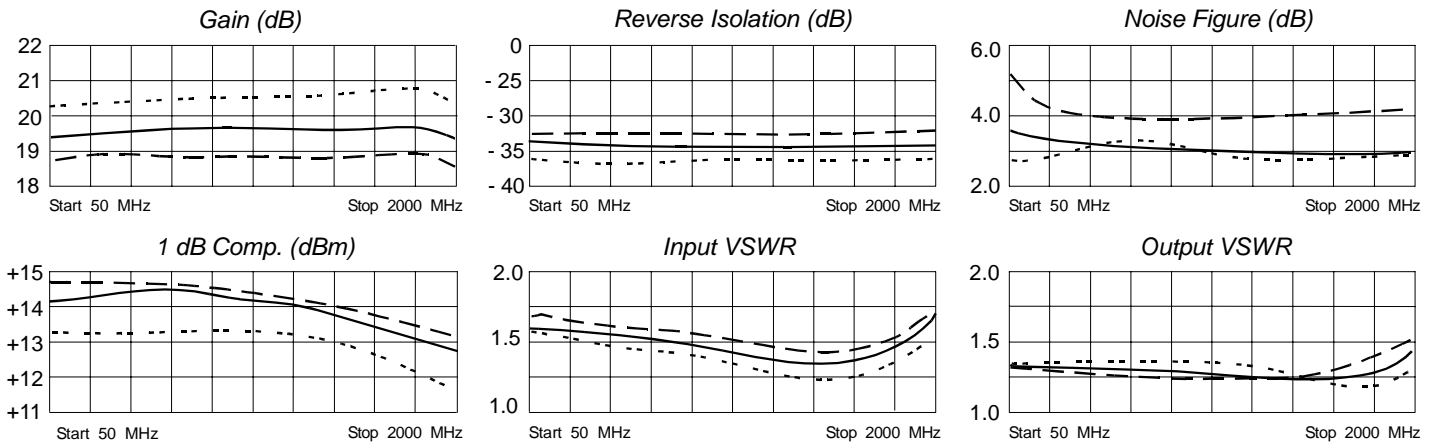 Gain (dB)
22
21
20
19
18
Start 50 MHz
Stop 2000 MHz
Reverse Isolation (dB)
0
- 25
- 30
-35
- 40
Start 50 MHz
Stop 2000 MHz
Noise Figure (dB)
6.0
4.0
3.0
2.0
Start 50 MHz
Stop 2000 MHz
1 dB Comp. (dBm)
+15
+14
+13
+12
+11
Start 50 MHz
Stop 2000 MHz
Input VSWR
2.0
1.5
1.0
Start 50 MHz
Stop 2000 MHz
Output VSWR
2.0
1.5
1.0
Start 50 MHz
Stop 2000 MHz